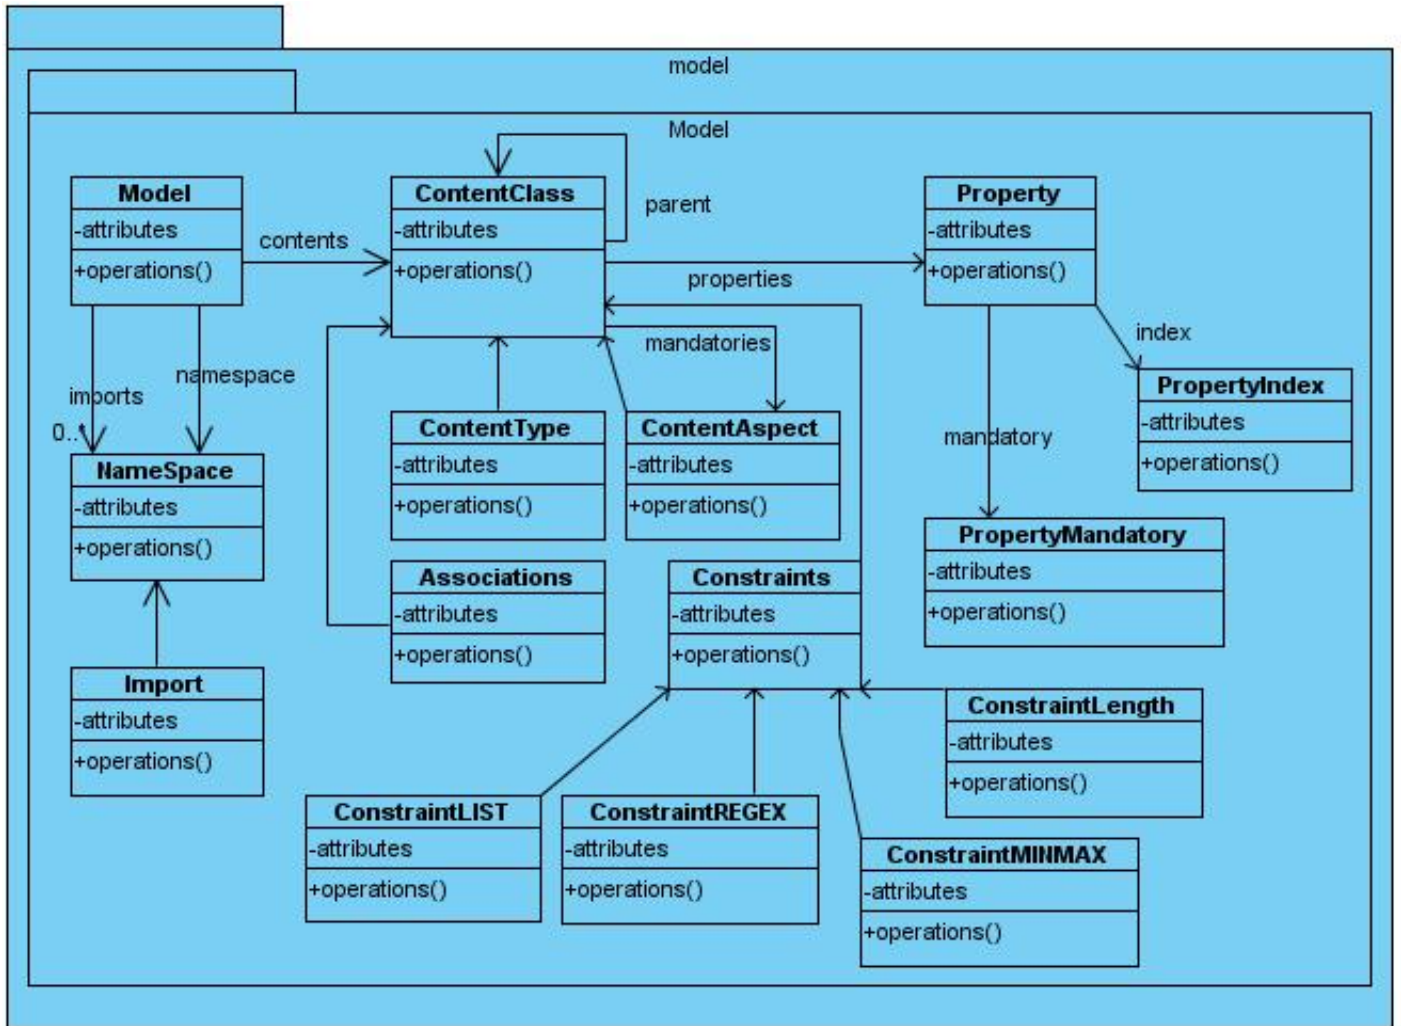 model
Model
Model
-attributes
+operations()
contents
ContentClass
-attributes
+operations()
parent
properties
Property
-attributes
+operations()
index
PropertyIndex
-attributes
+operations()
mandatory
PropertyMandatory
-attributes
+operations()
imports
0..*
namespace
NameSpace
-attributes
+operations()
mandatories
ContentType
-attributes
+operations()
ContentAspect
-attributes
+operations()
Associations
-attributes
+operations()
Constraints
-attributes
+operations()
Import
-attributes
+operations()
ConstraintLength
-attributes
+operations()
ConstraintLIST
-attributes
+operations()
ConstraintREGEX
-attributes
+operations()
ConstraintMINMAX
-attributes
+operations()